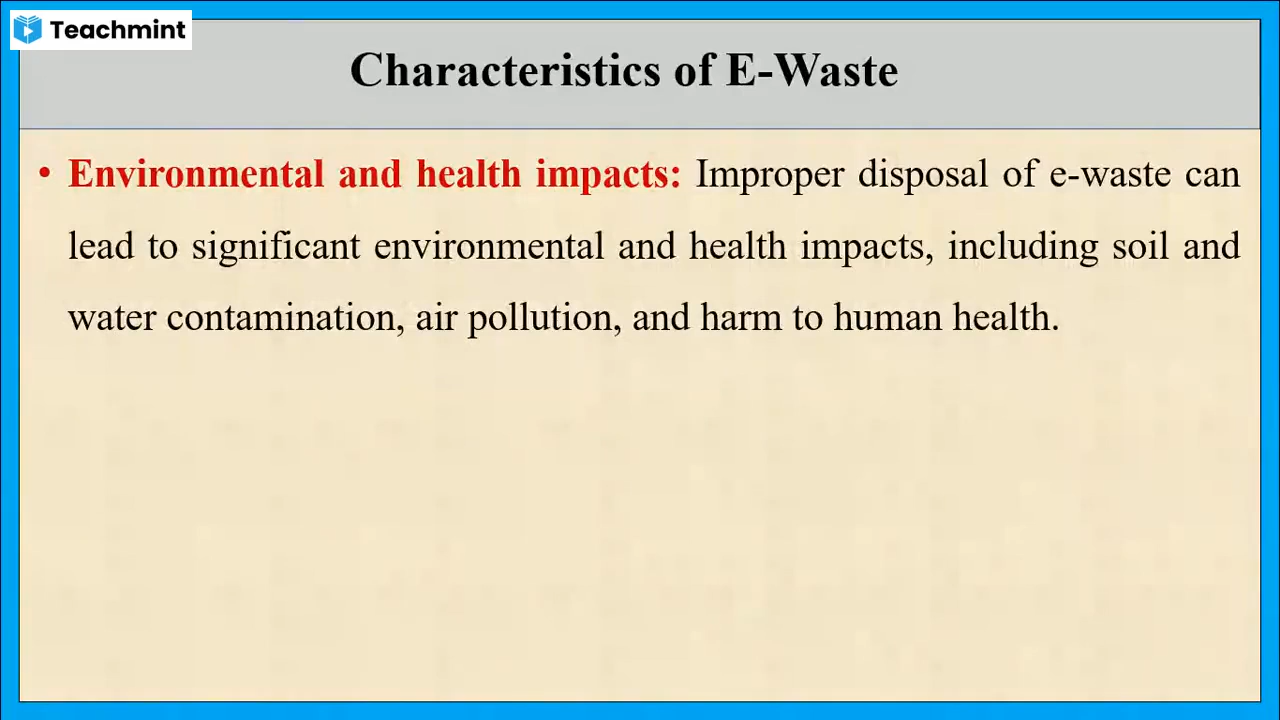 Teachmint
Characteristics of E-Waste
• Environmental and health impacts: Improper disposal of e-waste can
lead to significant environmental and health impacts, including soil and
water contamination, air pollution, and harm to human health.